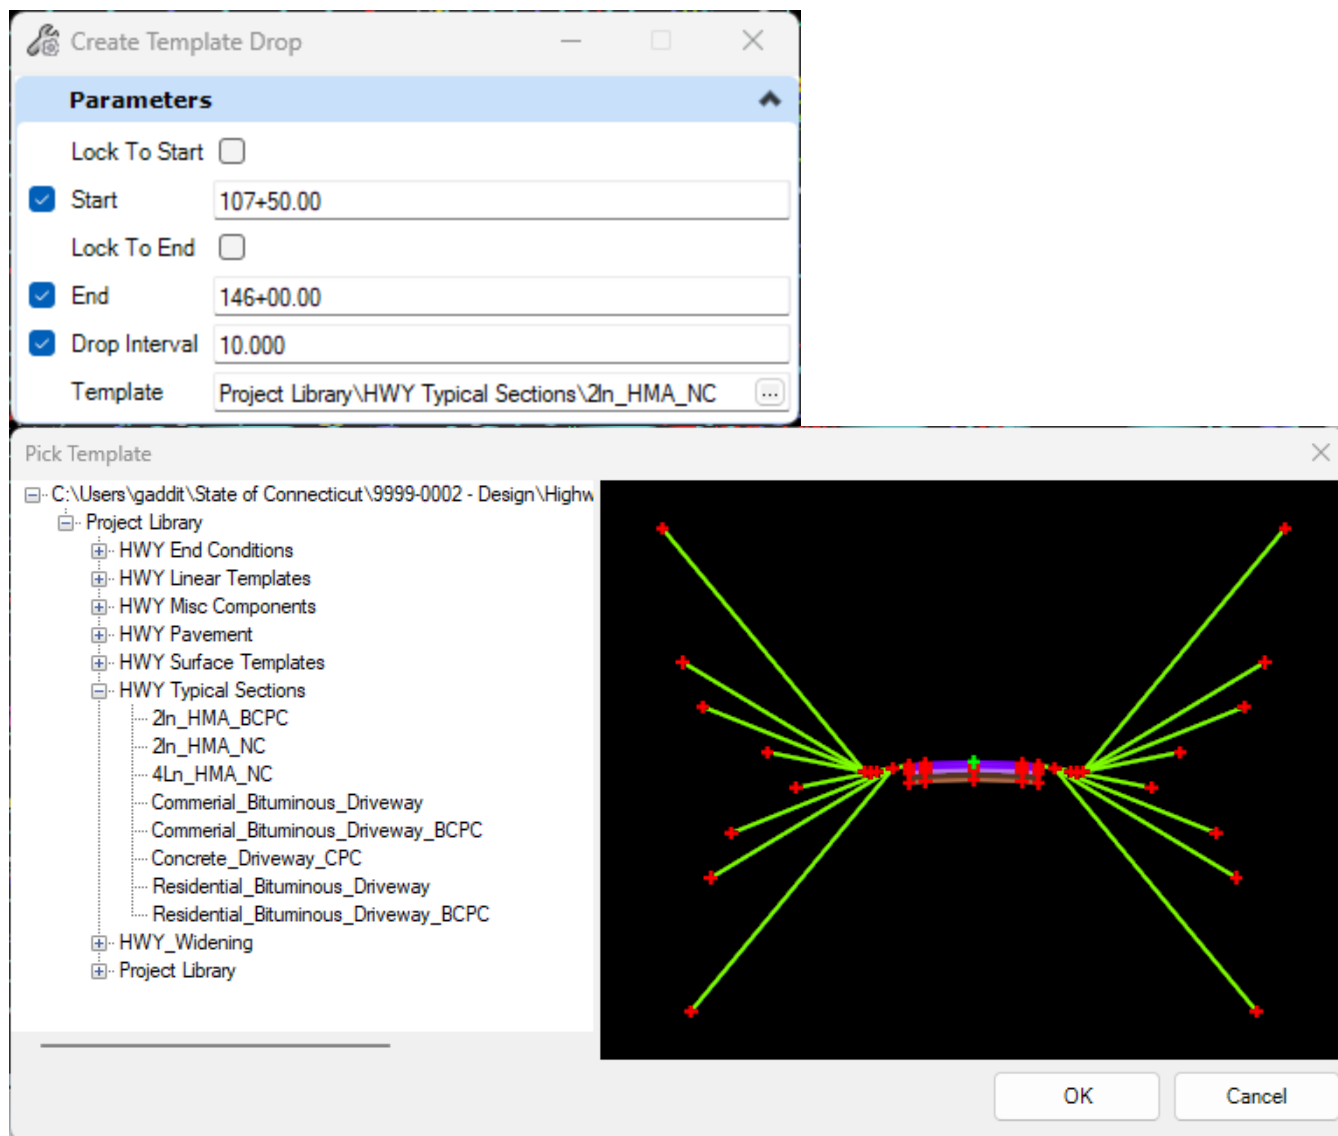 Create Template Drop
Parameters
Lock To Start
Start 107+50.00
Lock To End
End 146+00.00
Drop Interval 10.000
Template Project Library\HWY Typical Sections\2ln_HMA_NC ...
Pick Template
C:\Users\gaddit\State of Connecticut\9999-0002 - Design\Highw
Project Library
HWY End Conditions
HWY Linear Templates
HWY Misc Components
HWY Pavement
HWY Surface Templates
HWY Typical Sections
2ln_HMA_BCPC
2ln_HMA_NC
4Ln_HMA_NC
Commerial_Bituminous_Driveway
Commerial_Bituminous_Driveway_BCPC
Concrete_Driveway_CPC
Residential_Bituminous_Driveway
Residential_Bituminous_Driveway_BCPC
HWY_Widening
Project Library
OK Cancel